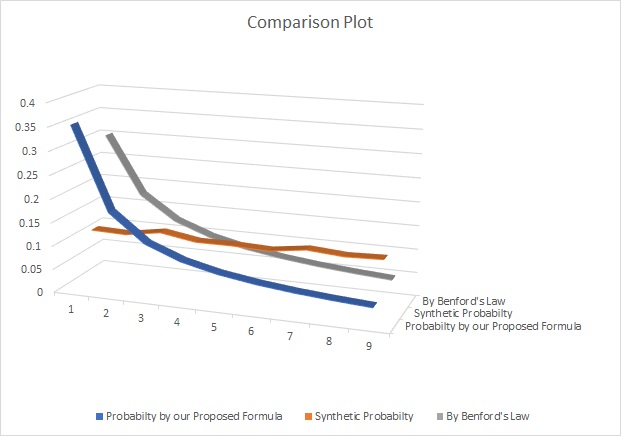 Comparison Plot
0.4
0.35
0.3
0.25
0.2
0.15
0.1
0.05
0
1 2 3 4 5 6 7 8 9
By Benford's Law
Synthetic Probabilty
Probabilty by our Proposed Formula
Probabilty by our Proposed Formula Synthetic Probabilty By Benford's Law